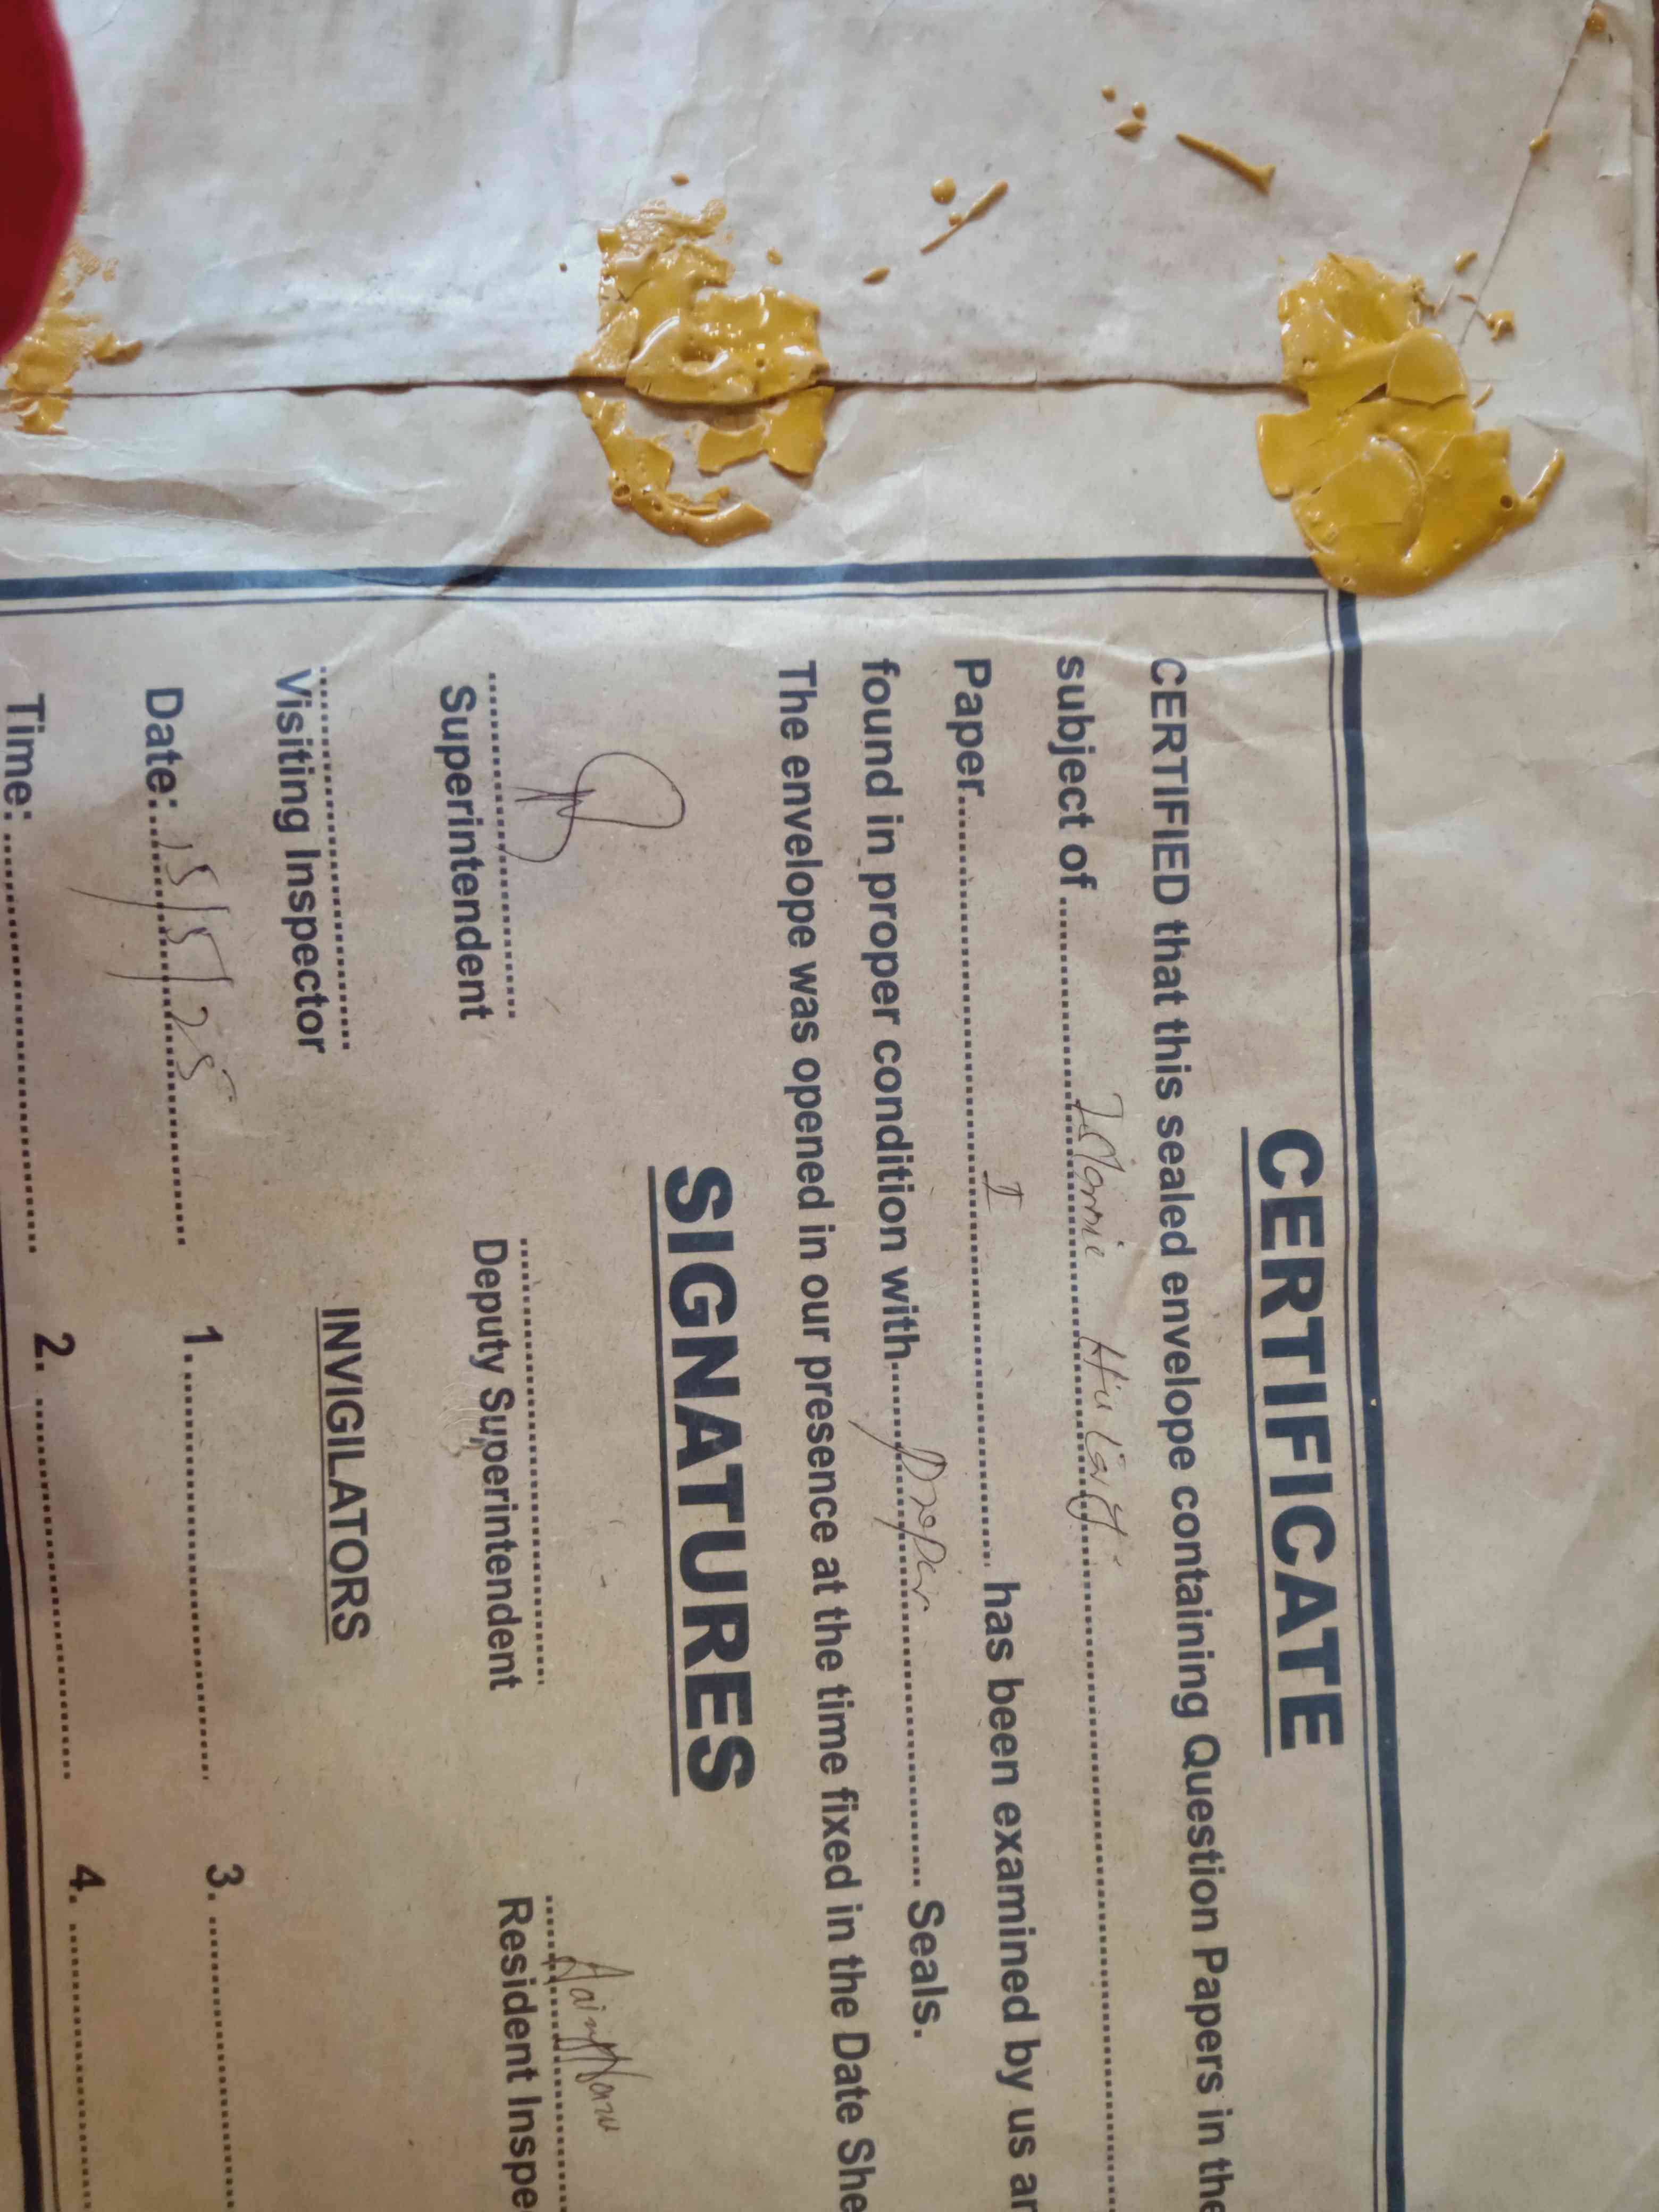 CERTIFICATE
CERTIFIED that this sealed envelope containing Question Papers in the
subject of .......... Islamic History
Paper.......... I .......... has been examined by us an
found in proper condition with.......... Proper .......... Seals.
The envelope was opened in our presence at the time fixed in the Date She
SIGNATURES
Superintendent Deputy Superintendent Resident Inspe
Visiting Inspector INVIGILATORS
Date:.......... 15/5/25 1. .......... 3. ..........
Time: .......... 2. .......... 4. ..........